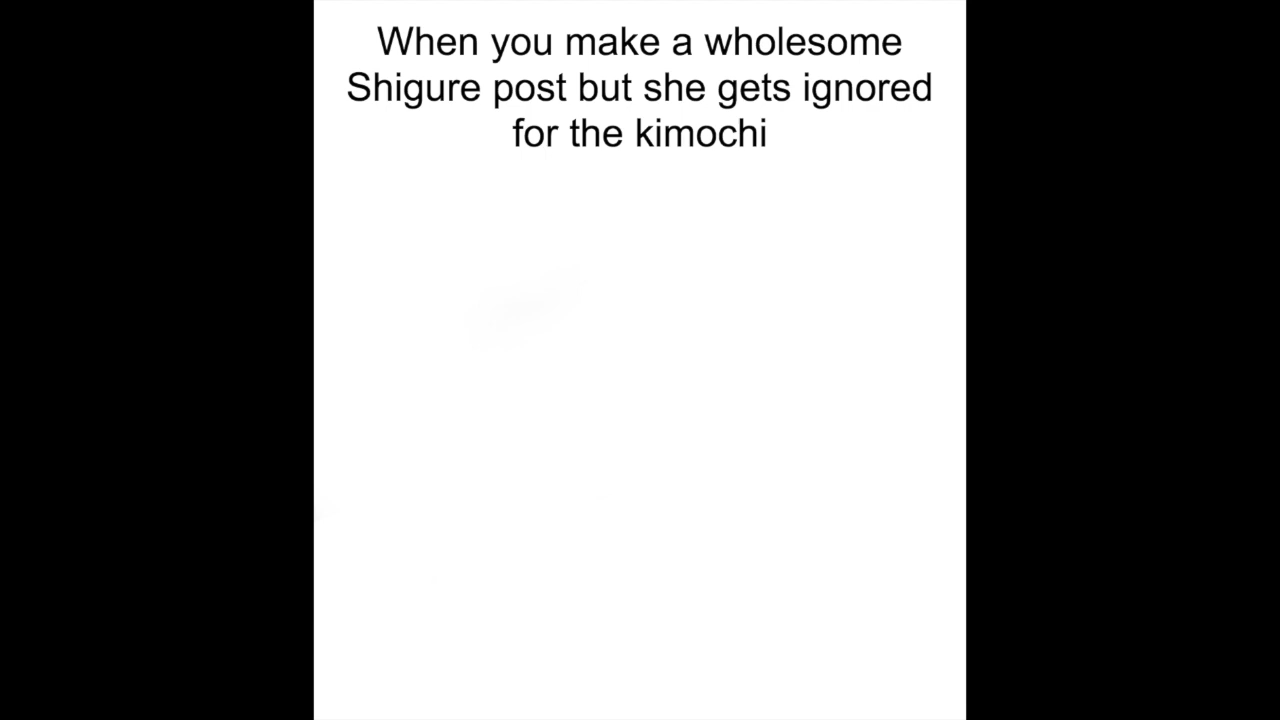 When you make a wholesome
Shigure post but she gets ignored
for the kimochi